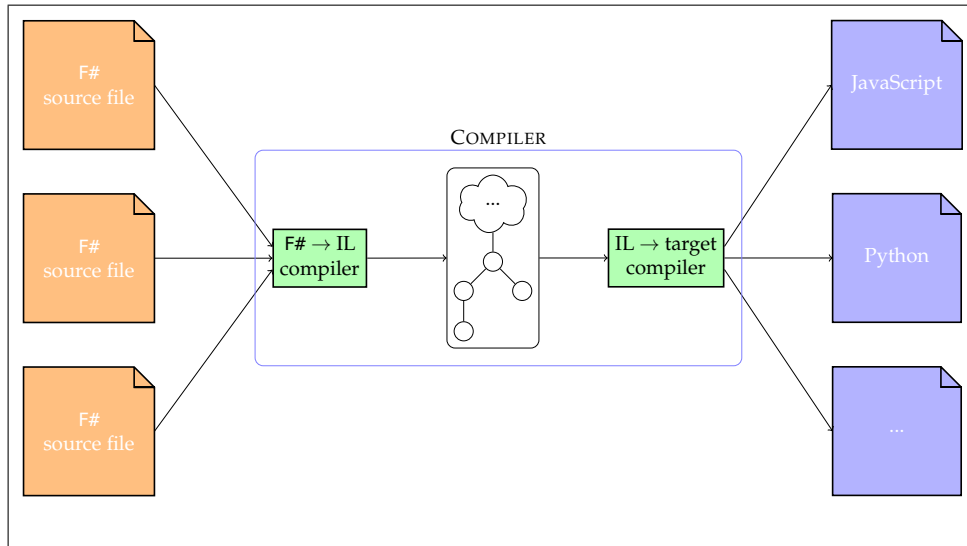 F#
source file
JavaScript
COMPILER
...
F#
source file
F# → IL
compiler
IL → target
compiler
Python
F#
source file
...